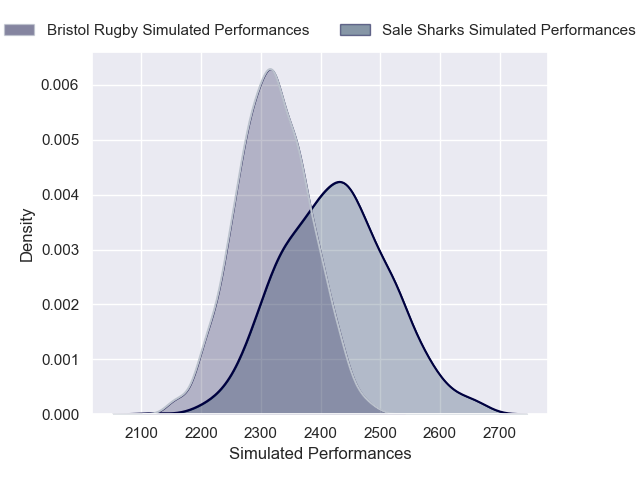 Bristol Rugby Simulated Performances Sale Sharks Simulated Performances
0.006
0.005
0.004
0.003
0.002
0.001
0.000
Density
2100 2200 2300 2400 2500 2600 2700
Simulated Performances